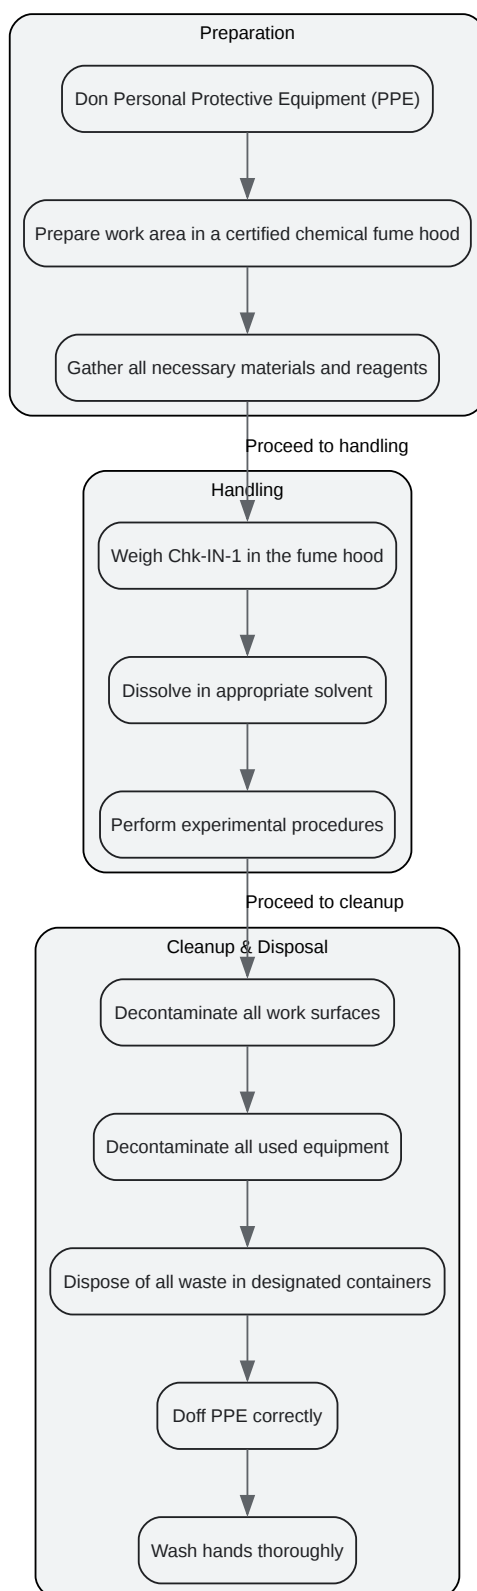 Preparation
Don Personal Protective Equipment (PPE)
Prepare work area in a certified chemical fume hood
Gather all necessary materials and reagents
Proceed to handling
Handling
Weigh Chk-IN-1 in the fume hood
Dissolve in appropriate solvent
Perform experimental procedures
Proceed to cleanup
Cleanup & Disposal
Decontaminate all work surfaces
Decontaminate all used equipment
Dispose of all waste in designated containers
Doff PPE correctly
Wash hands thoroughly